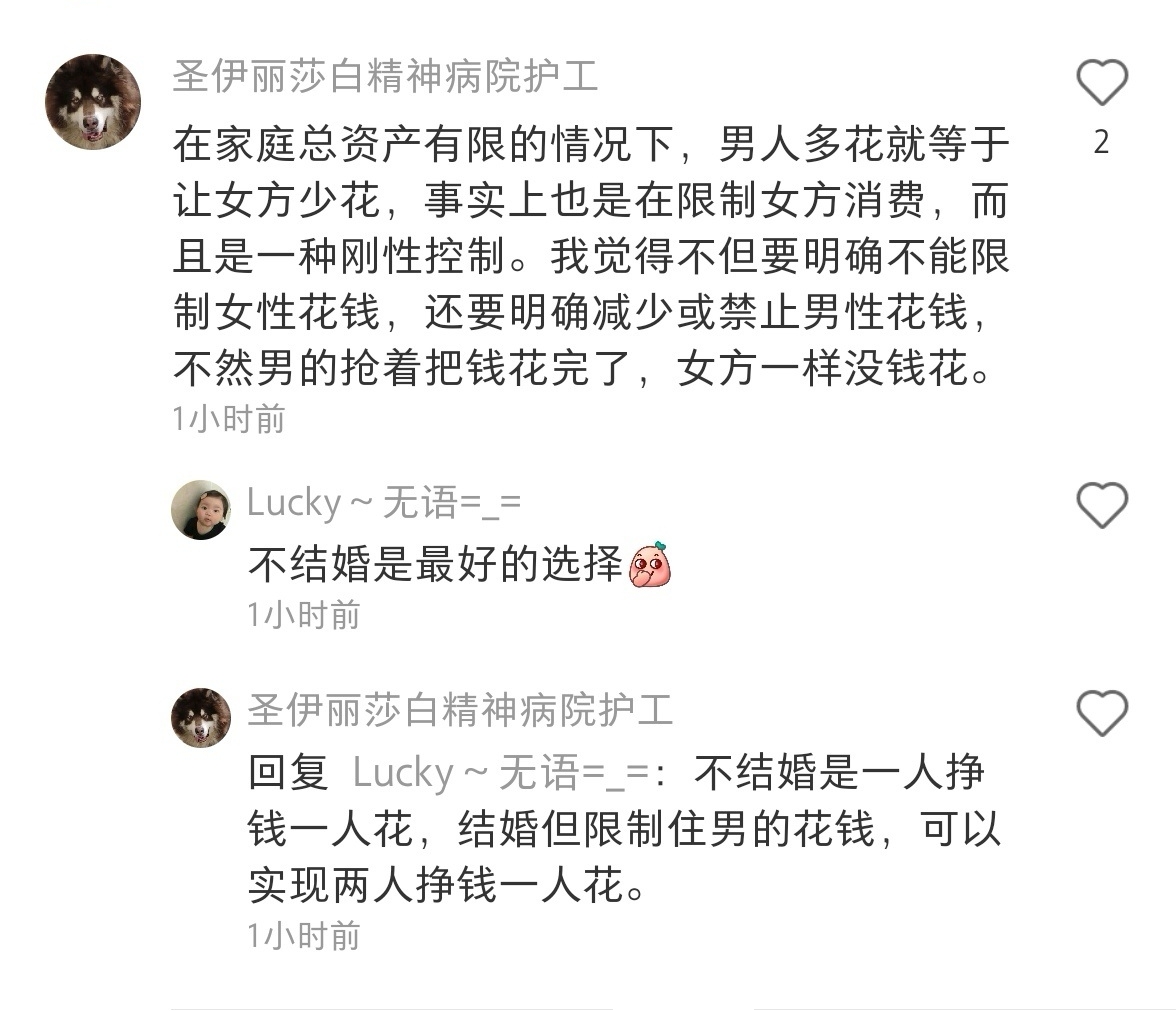 圣伊丽莎白精神病院护工
在家庭总资产有限的情况下，男人多花就等于
2
让女方少花，事实上也是在限制女方消费，而
且是一种刚性控制。我觉得不但要明确不能限
制女性花钱，还要明确减少或禁止男性花钱，
不然男的抢着把钱花完了，女方一样没钱花。
1小时前
Lucky～无语=_=
不结婚是最好的选择
1小时前
圣伊丽莎白精神病院护工
回复 Lucky～无语=_=：不结婚是一人挣
钱一人花，结婚但限制住男的花钱，可以
实现两人挣钱一人花。
1小时前